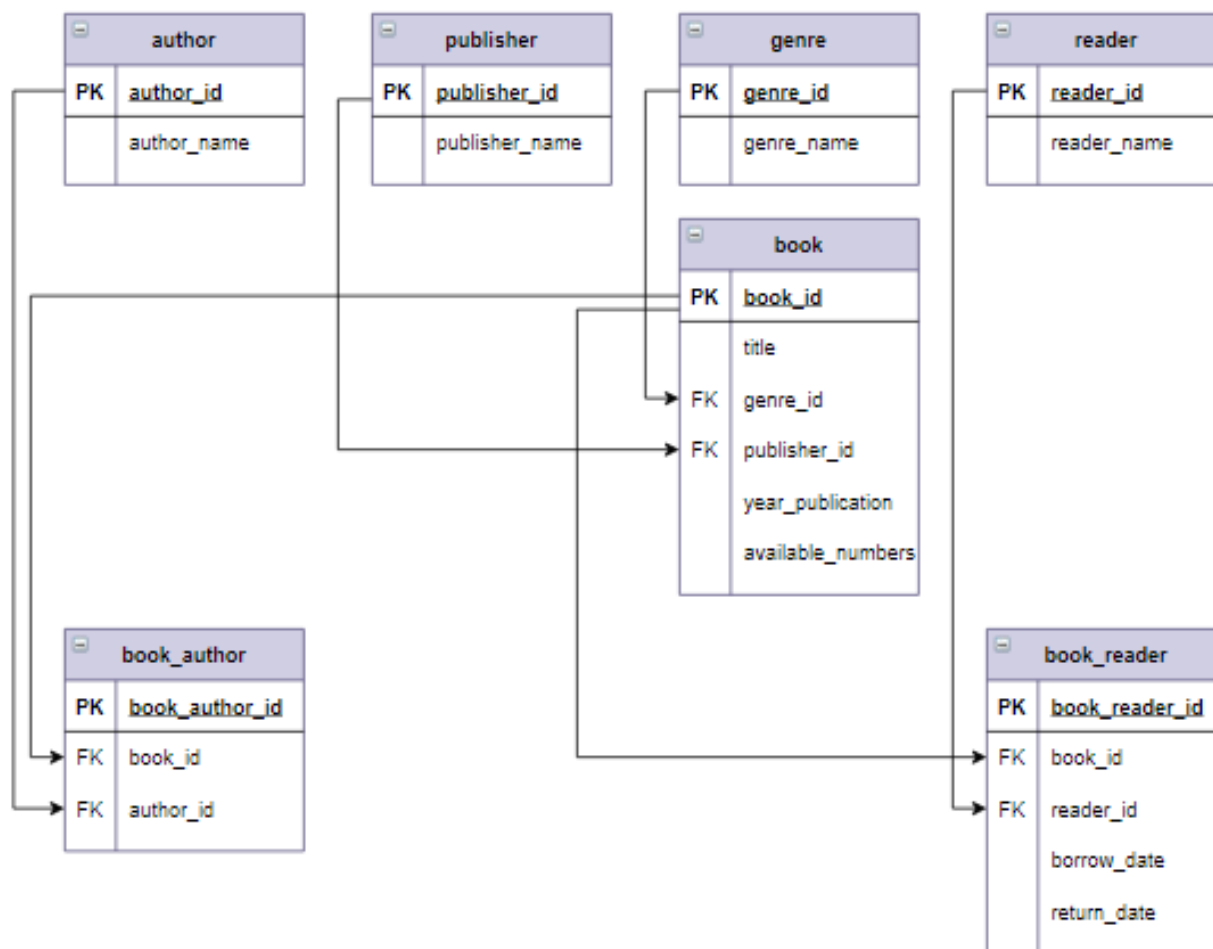 author
PK author_id
author_name
publisher
PK publisher_id
publisher_name
genre
PK genre_id
genre_name
reader
PK reader_id
reader_name
book
PK book_id
title
FK genre_id
FK publisher_id
year_publication
available_numbers
book_author
PK book_author_id
FK book_id
FK author_id
book_reader
PK book_reader_id
FK book_id
FK reader_id
borrow_date
return_date